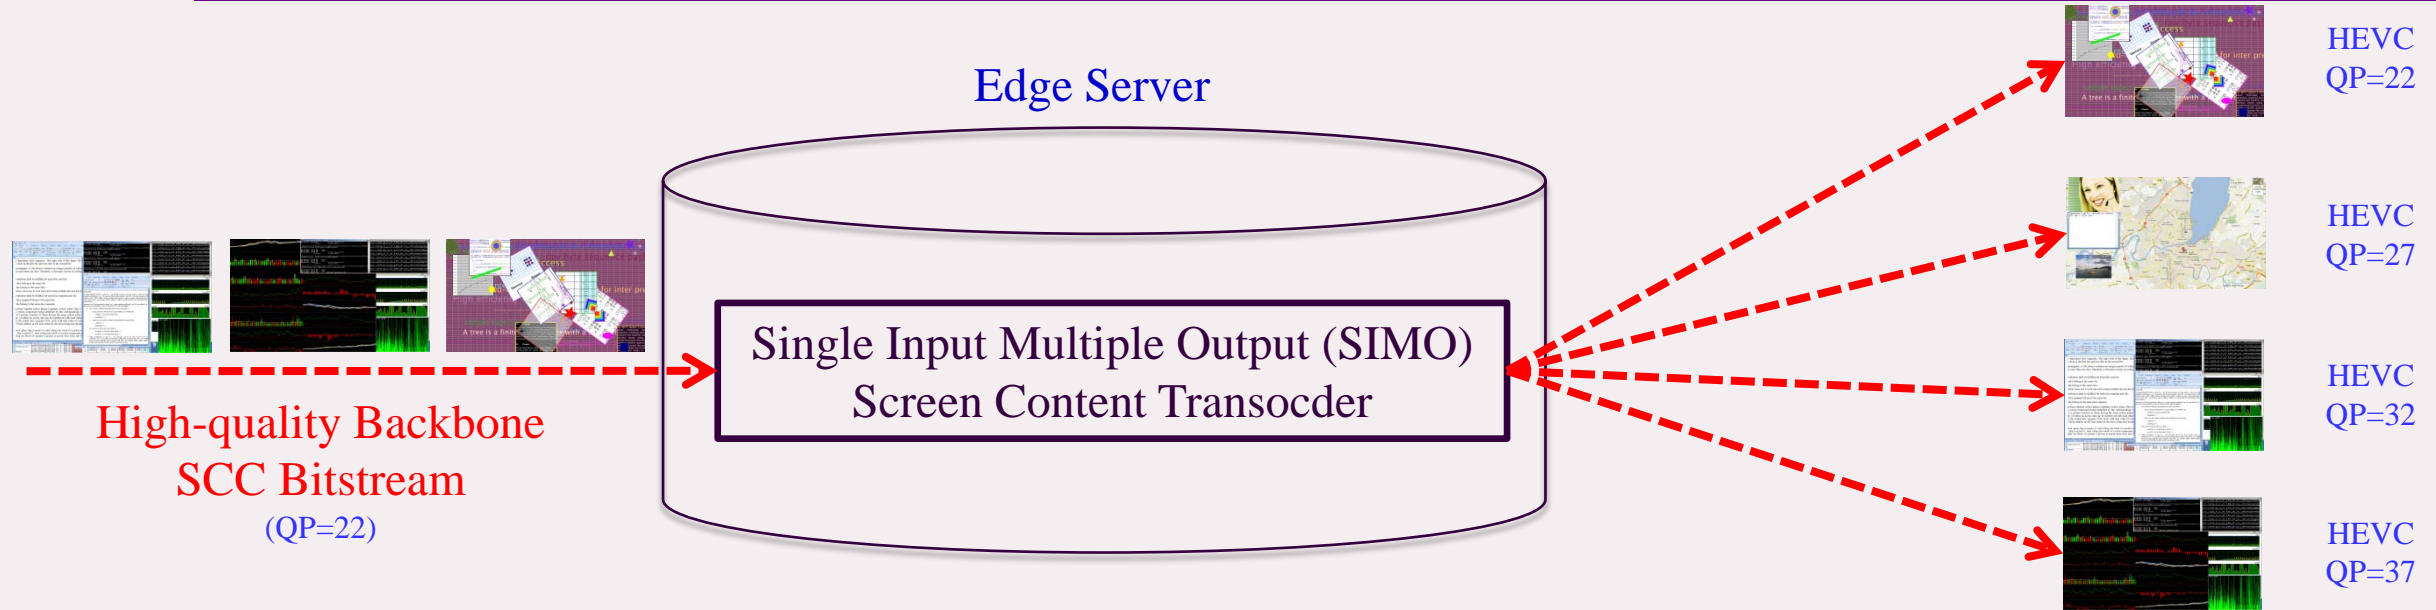 Edge Server
High-quality Backbone
SCC Bitstream
(QP=22)
Single Input Multiple Output (SIMO)
Screen Content Transocder
HEVC
QP=22
HEVC
QP=27
HEVC
QP=32
HEVC
QP=37